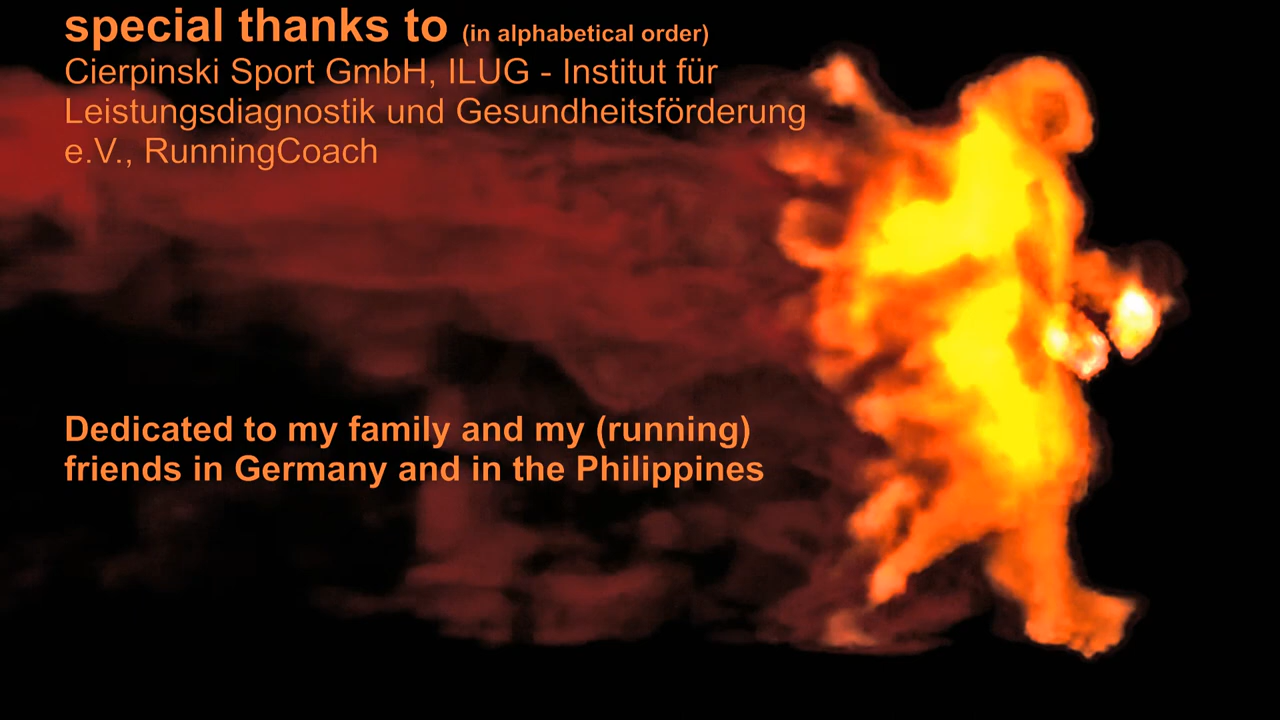 special thanks to (in alphabetical order)
Cierpinski Sport GmbH, ILUG - Institut für
Leistungsdiagnostik und Gesundheitsförderung
e.V., RunningCoach
Dedicated to my family and my (running)
friends in Germany and in the Philippines